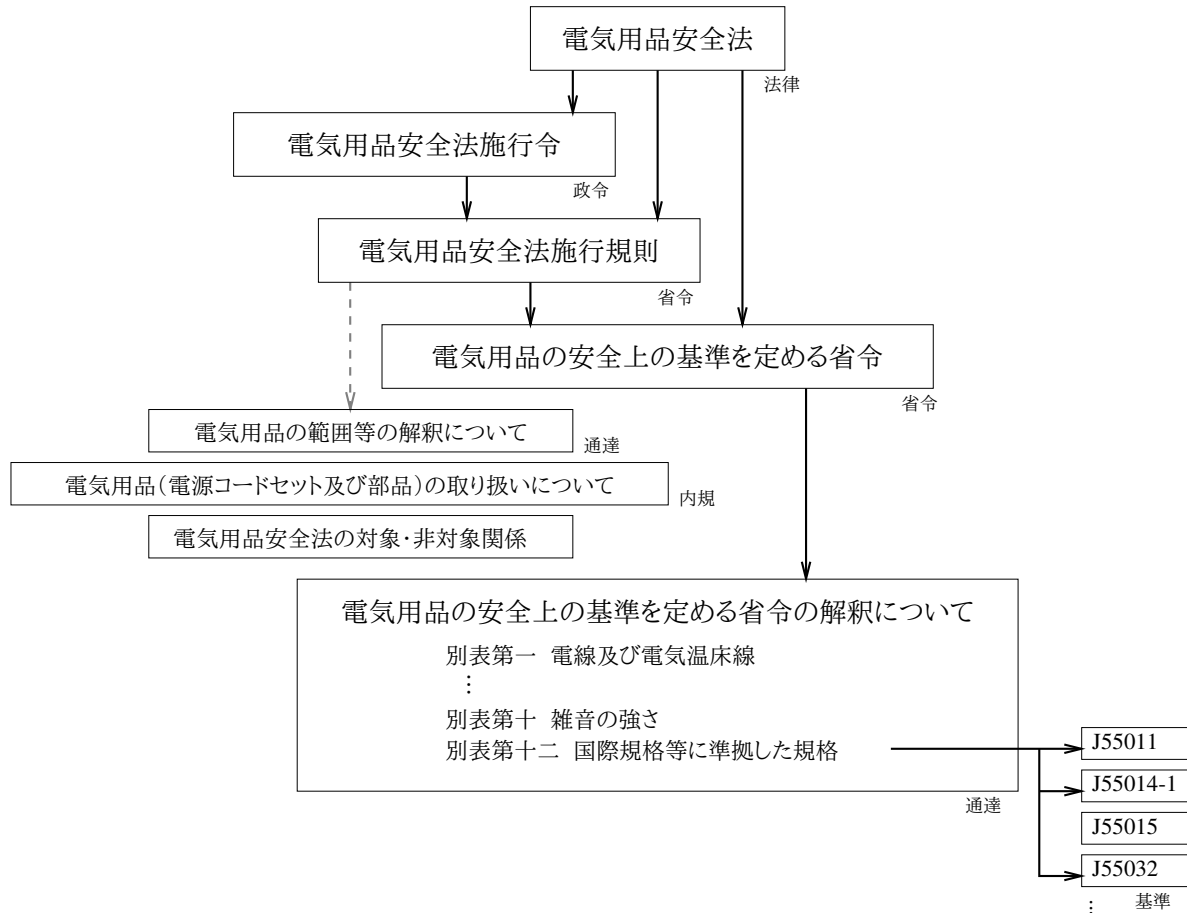 電気用品安全法
法律
電気用品安全法施行令
政令
電気用品安全法施行規則
省令
電気用品の安全上の基準を定める省令
省令
電気用品の範囲等の解釈について
通達
電気用品（電源コードセット及び部品）の取り扱いについて
内規
電気用品安全法の対象・非対象関係
電気用品の安全上の基準を定める省令の解釈について
別表第一 電線及び電気温床線
⋮
別表第十 雑音の強さ
別表第十二 国際規格等に準拠した規格
通達
J55011
J55014-1
J55015
J55032
⋮ 基準